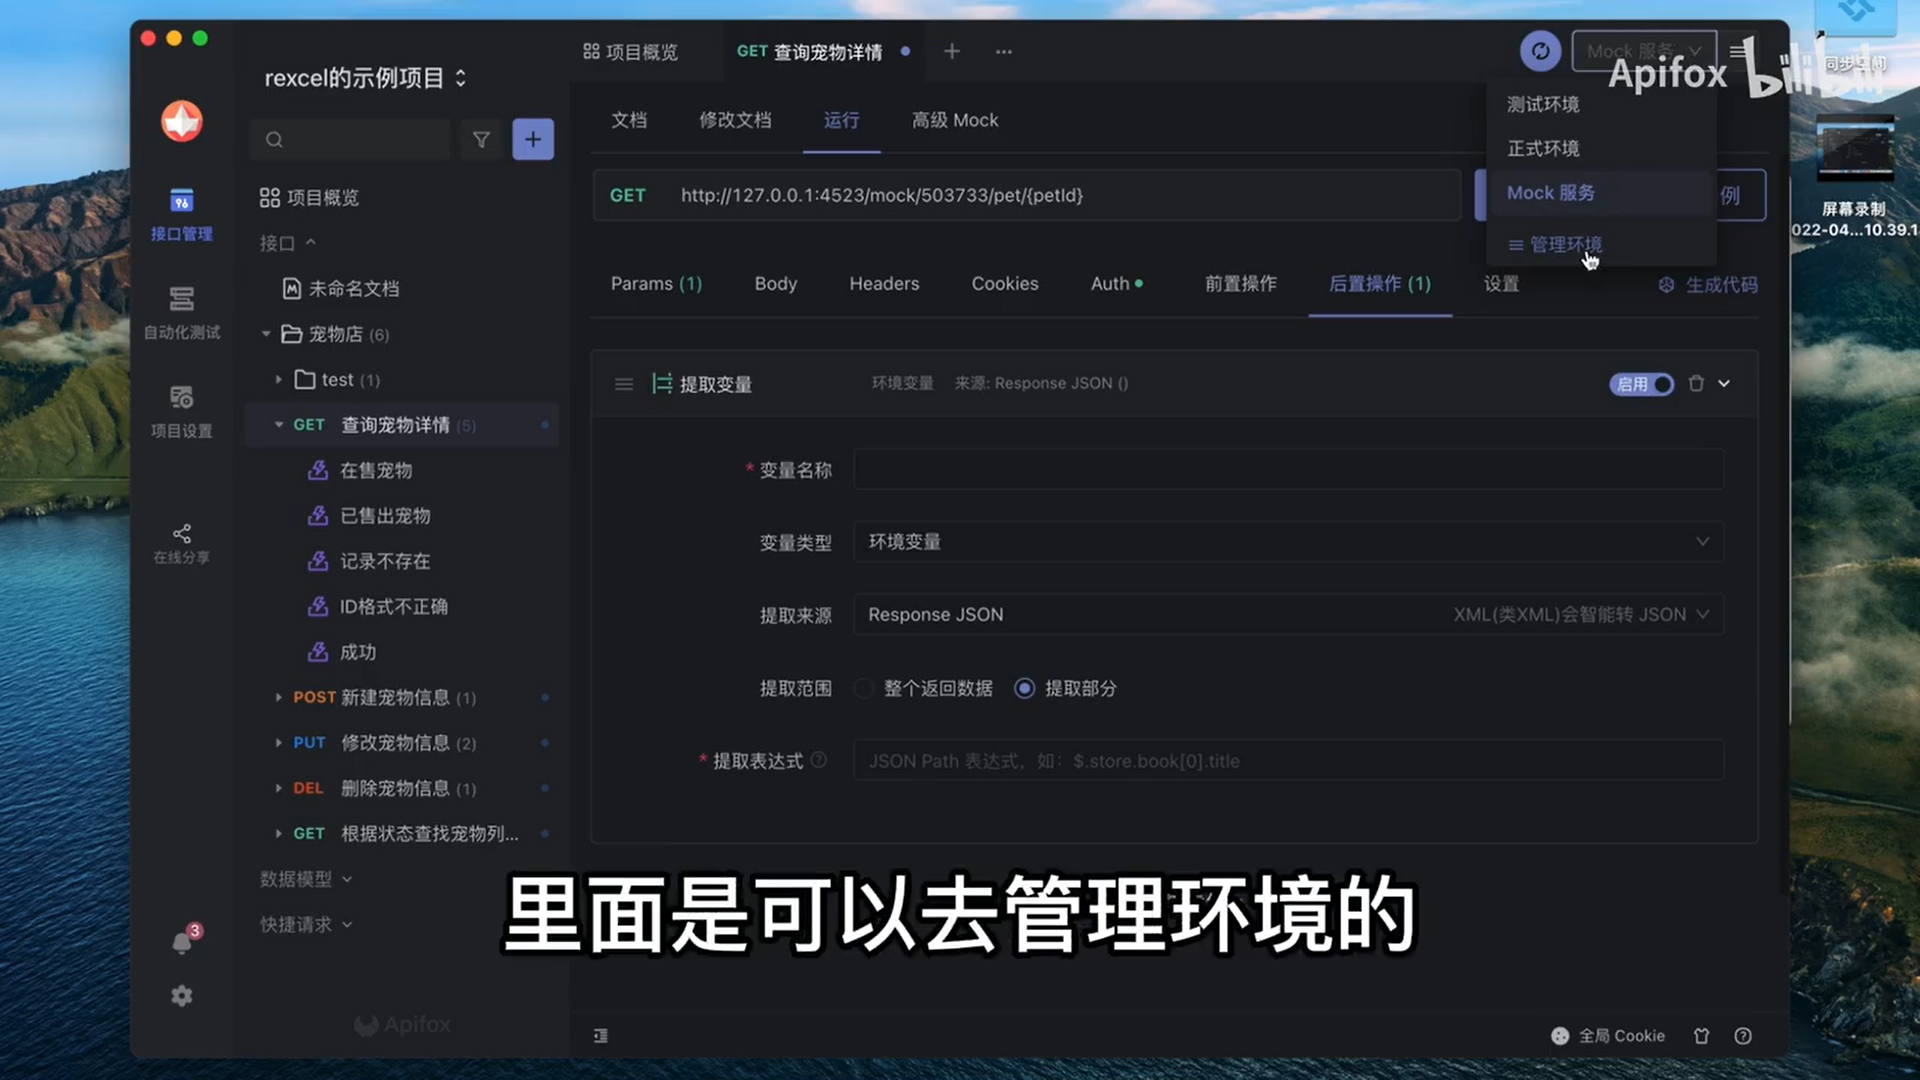 项目概览
GET 查询宠物详情
Mock 服务
Apifox bilibili
同步空间
rexcel的示例项目
测试环境
正式环境
Mock 服务
管理环境
例
文档
修改文档
运行
高级 Mock
GET http://127.0.0.1:4523/mock/503733/pet/{petId}
屏幕录制
022-04...10.39.1
接口管理
自动化测试
项目设置
在线分享
3
项目概览
接口
未命名文档
宠物店 (6)
test (1)
GET 查询宠物详情 (5)
在售宠物
已售出宠物
记录不存在
ID格式不正确
成功
POST 新建宠物信息 (1)
PUT 修改宠物信息 (2)
DEL 删除宠物信息 (1)
GET 根据状态查找宠物列...
数据模型
快捷请求
Apifox
Params (1)
Body
Headers
Cookies
Auth
前置操作
后置操作 (1)
设置
生成代码
提取变量
环境变量
来源: Response JSON ()
启用
* 变量名称
变量类型
环境变量
提取来源
Response JSON
XML(类XML)会智能转 JSON
提取范围
整个返回数据
提取部分
* 提取表达式
JSON Path 表达式，如：$.store.book[0].title
里面是可以去管理环境的
全局 Cookie